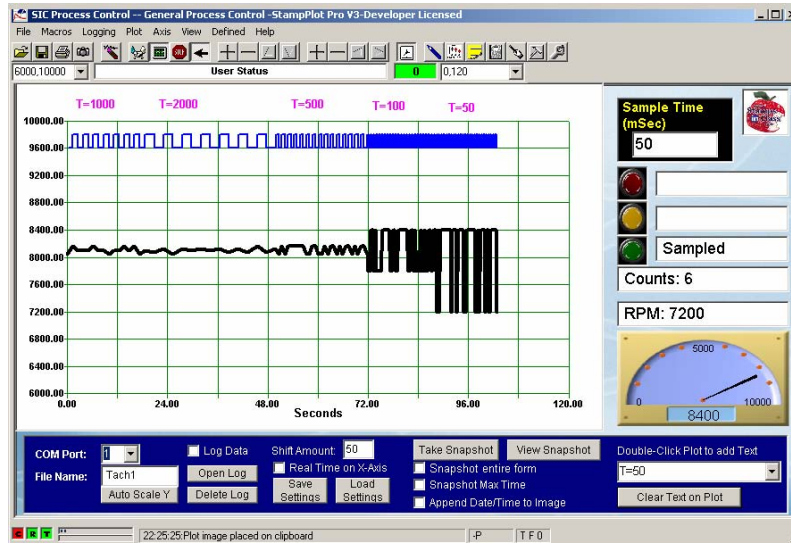 SIC Process Control -- General Process Control -StampPlot Pro V3-Developer Licensed
File Macros Logging Plot Axis View Defined Help
6000,10000 User Status 0 0,120
T=1000 T=2000 T=500 T=100 T=50
10000.00
9600.00
9200.00
8800.00
8400.00
8000.00
7600.00
7200.00
6800.00
6400.00
6000.00
0.00 24.00 48.00 72.00 96.00 120.00
Seconds
Sample Time
(mSec)
50
Sampled
Counts: 6
RPM: 7200
5000
0 10000
8400
COM Port: 1
File Name: Tach1
Auto Scale Y
Log Data
Open Log
Delete Log
Shift Amount: 50
Real Time on X-Axis
Save Settings
Load Settings
Take Snapshot View Snapshot
Snapshot entire form
Snapshot Max Time
Append Date/Time to Image
Double-Click Plot to add Text
T=50
Clear Text on Plot
C R T 22:25:25:Plot image placed on clipboard -P T F 0